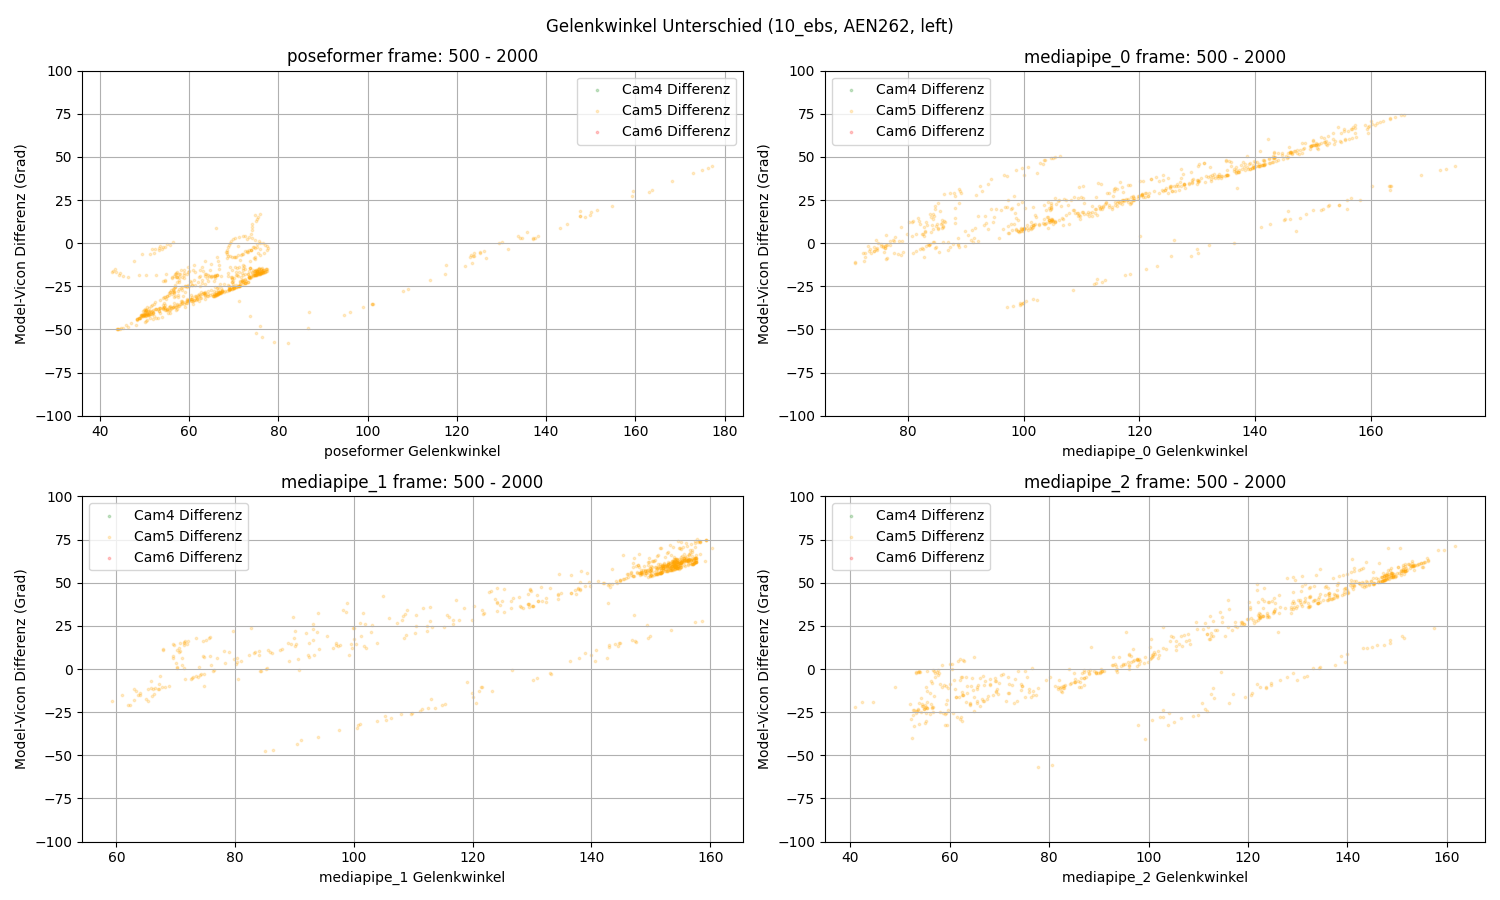 Gelenkwinkel Unterschied (10_ebs, AEN262, left)
poseformer frame: 500 - 2000
100
75
50
25
0
−25
−50
−75
−100
Model-Vicon Differenz (Grad)
Cam4 Differenz
Cam5 Differenz
Cam6 Differenz
40 60 80 100 120 140 160 180
poseformer Gelenkwinkel
mediapipe_0 frame: 500 - 2000
100
75
50
25
0
−25
−50
−75
−100
Model-Vicon Differenz (Grad)
Cam4 Differenz
Cam5 Differenz
Cam6 Differenz
80 100 120 140 160
mediapipe_0 Gelenkwinkel
mediapipe_1 frame: 500 - 2000
100
75
50
25
0
−25
−50
−75
−100
Model-Vicon Differenz (Grad)
Cam4 Differenz
Cam5 Differenz
Cam6 Differenz
60 80 100 120 140 160
mediapipe_1 Gelenkwinkel
mediapipe_2 frame: 500 - 2000
100
75
50
25
0
−25
−50
−75
−100
Model-Vicon Differenz (Grad)
Cam4 Differenz
Cam5 Differenz
Cam6 Differenz
40 60 80 100 120 140 160
mediapipe_2 Gelenkwinkel